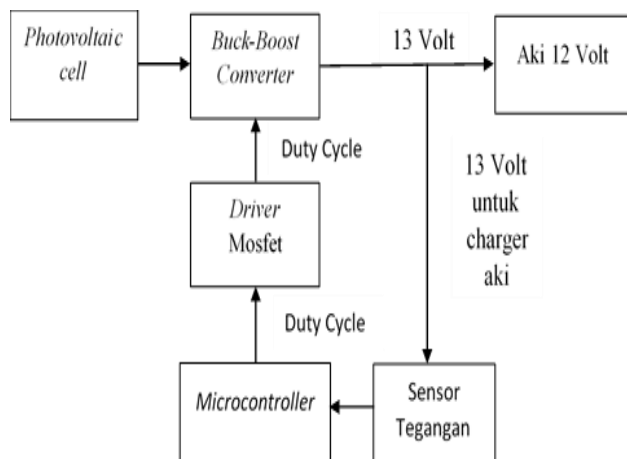 Photovoltaic
cell
Buck-Boost
Converter
13 Volt
Aki 12 Volt
Duty Cycle
13 Volt
untuk
charger
aki
Driver
Mosfet
Duty Cycle
Microcontroller
Sensor
Tegangan